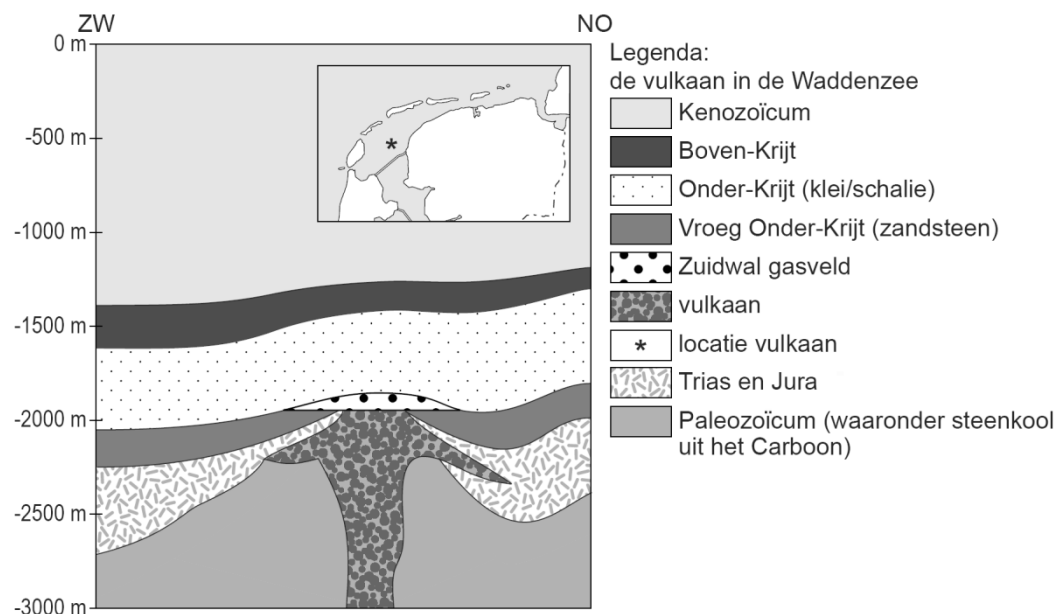 ZW
NO
0 m
-500 m
-1000 m
-1500 m
-2000 m
-2500 m
-3000 m
Legenda:
de vulkaan in de Waddenzee
Kenozoïcum
Boven-Krijt
Onder-Krijt (klei/schalie)
Vroeg Onder-Krijt (zandsteen)
Zuidwal gasveld
vulkaan
* locatie vulkaan
Trias en Jura
Paleozoïcum (waaronder steenkool
uit het Carboon)